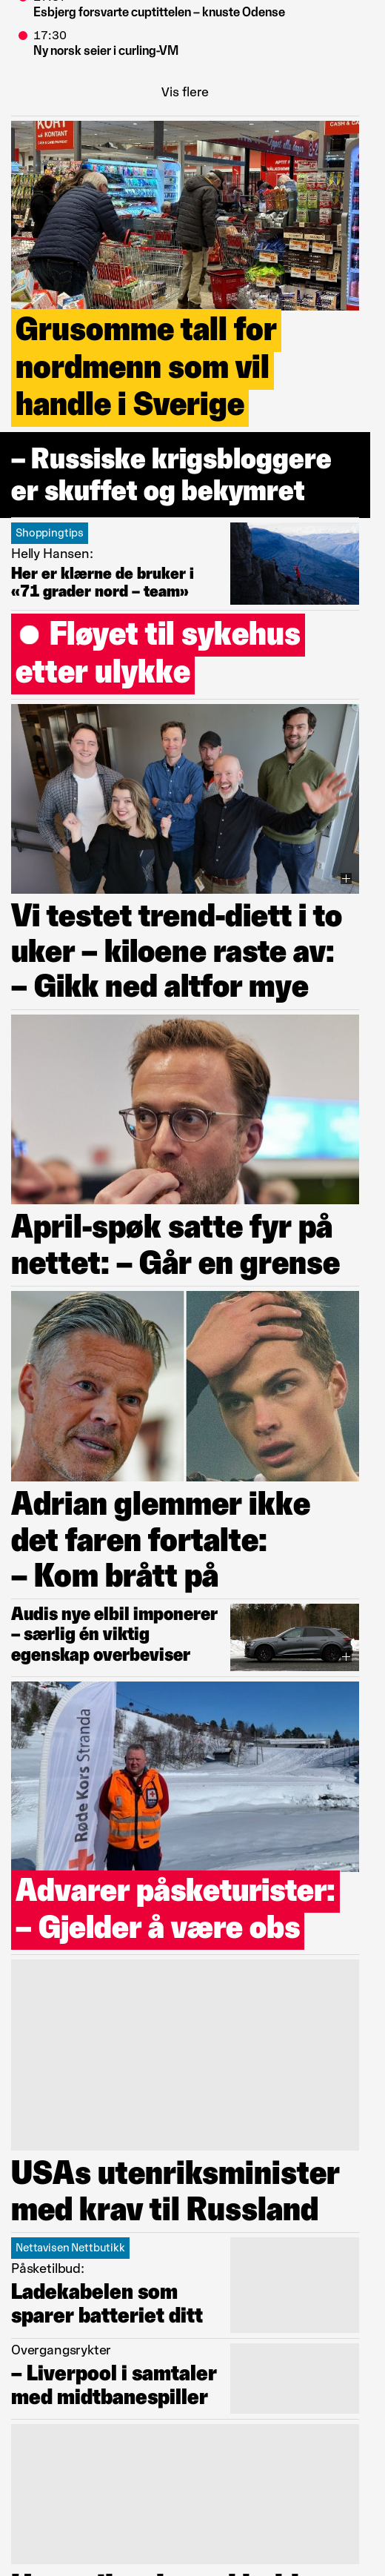 Esbjerg forsvarte cuptittelen – knuste Odense
17:30
Ny norsk seier i curling-VM
Vis flere
KORT
KONTANT
CASH & CA
Grusomme tall for
nordmenn som vil
handle i Sverige
– Russiske krigsbloggere
er skuffet og bekymret
Shoppingtips
Helly Hansen:
Her er klærne de bruker i
«71 grader nord – team»
Fløyet til sykehus
etter ulykke
Vi testet trend-diett i to
uker – kiloene raste av:
– Gikk ned altfor mye
April-spøk satte fyr på
nettet: – Går en grense
Adrian glemmer ikke
det faren fortalte:
– Kom brått på
Audis nye elbil imponerer
– særlig én viktig
egenskap overbeviser
Røde Kors Stranda
Advarer påsketurister:
– Gjelder å være obs
USAs utenriksminister
med krav til Russland
Nettavisen Nettbutikk
Påsketilbud:
Ladekabelen som
sparer batteriet ditt
Overgangsrykter
– Liverpool i samtaler
med midtbanespiller